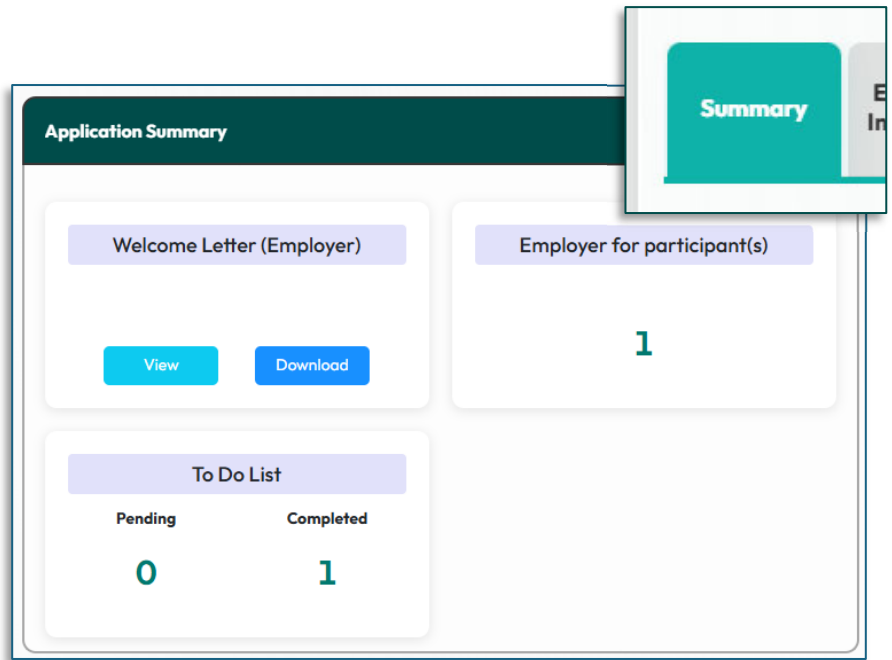 Summary
E
In
Application Summary
Welcome Letter (Employer)
Employer for participant(s)
View
Download
1
To Do List
Pending
Completed
0
1